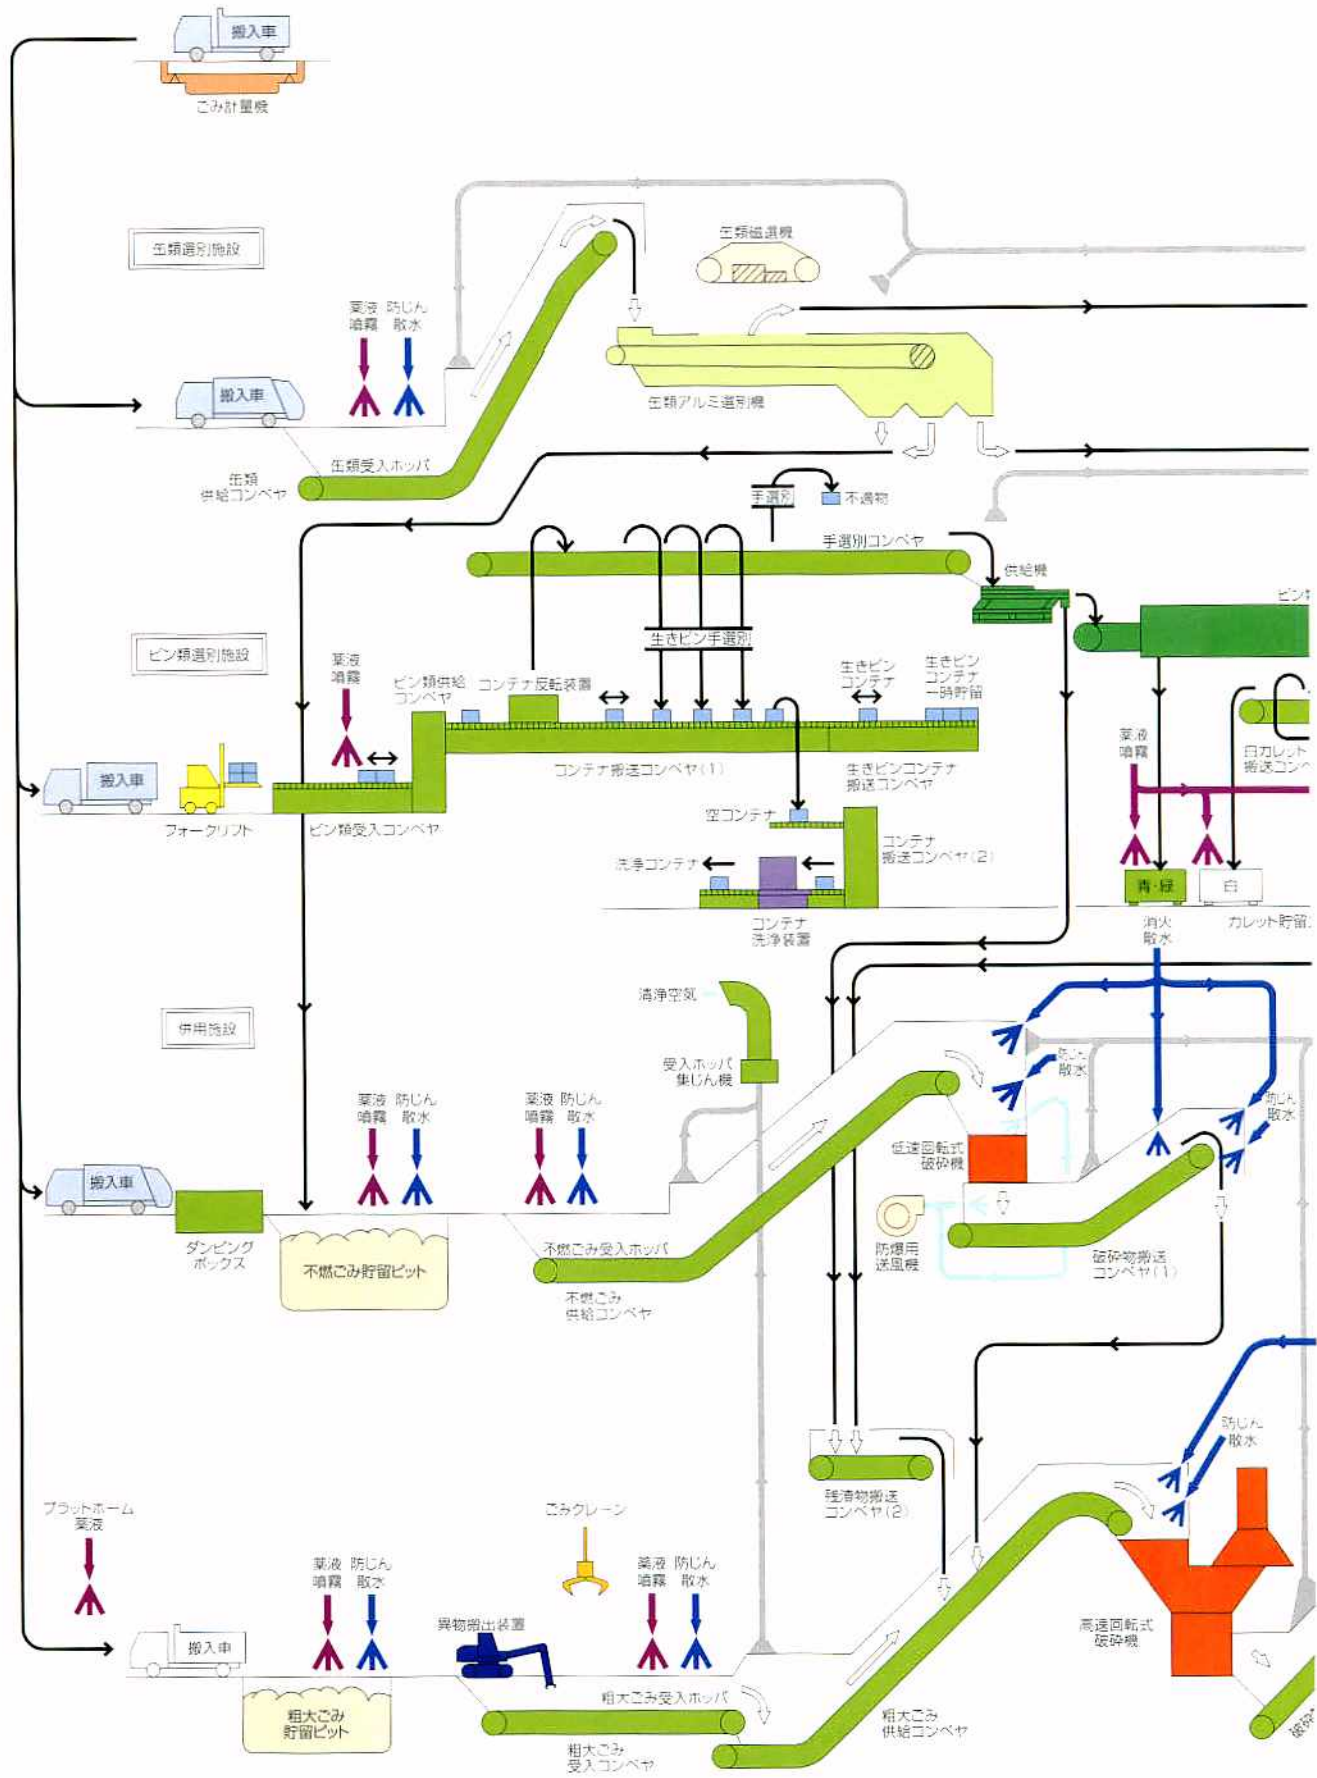 搬入車
ごみ計量機
缶類選別施設
缶類磁選機
薬液
噴霧
防じん
散水
搬入車
缶類アルミ選別機
缶類受入ホッパ
缶類
供給コンベヤ
手選別
不適物
手選別コンベヤ
供給機
ビン類
生きビン手選別
ビン類選別施設
薬液
噴霧
ビン類供給
コンベヤ
コンテナ反転装置
生きビン
コンテナ
生きビン
コンテナ
一時貯留
薬液
噴霧
白カレット
搬送コンベ
搬入車
フォークリフト
ビン類受入コンベヤ
コンテナ搬送コンベヤ(1)
生きビンコンテナ
搬送コンベヤ
空コンテナ
コンテナ
搬送コンベヤ(2)
洗浄コンテナ
コンテナ
洗浄装置
青・緑
白
消火
散水
カレット貯留
清浄空気
併用施設
受入ホッパ
集じん機
防じん
散水
薬液
噴霧
防じん
散水
薬液
噴霧
防じん
散水
防じん
散水
低速回転式
破砕機
搬入車
ダンピング
ボックス
不燃ごみ貯留ピット
不燃ごみ受入ホッパ
不燃ごみ
供給コンベヤ
防爆用
送風機
破砕物搬送
コンベヤ(1)
防じん
散水
残渣物搬送
コンベヤ(2)
プラットホーム
薬液
ごみクレーン
薬液
噴霧
防じん
散水
薬液
噴霧
防じん
散水
異物搬出装置
搬入車
高速回転式
破砕機
粗大ごみ
貯留ピット
粗大ごみ受入ホッパ
粗大ごみ
供給コンベヤ
粗大ごみ
受入コンベヤ
破砕